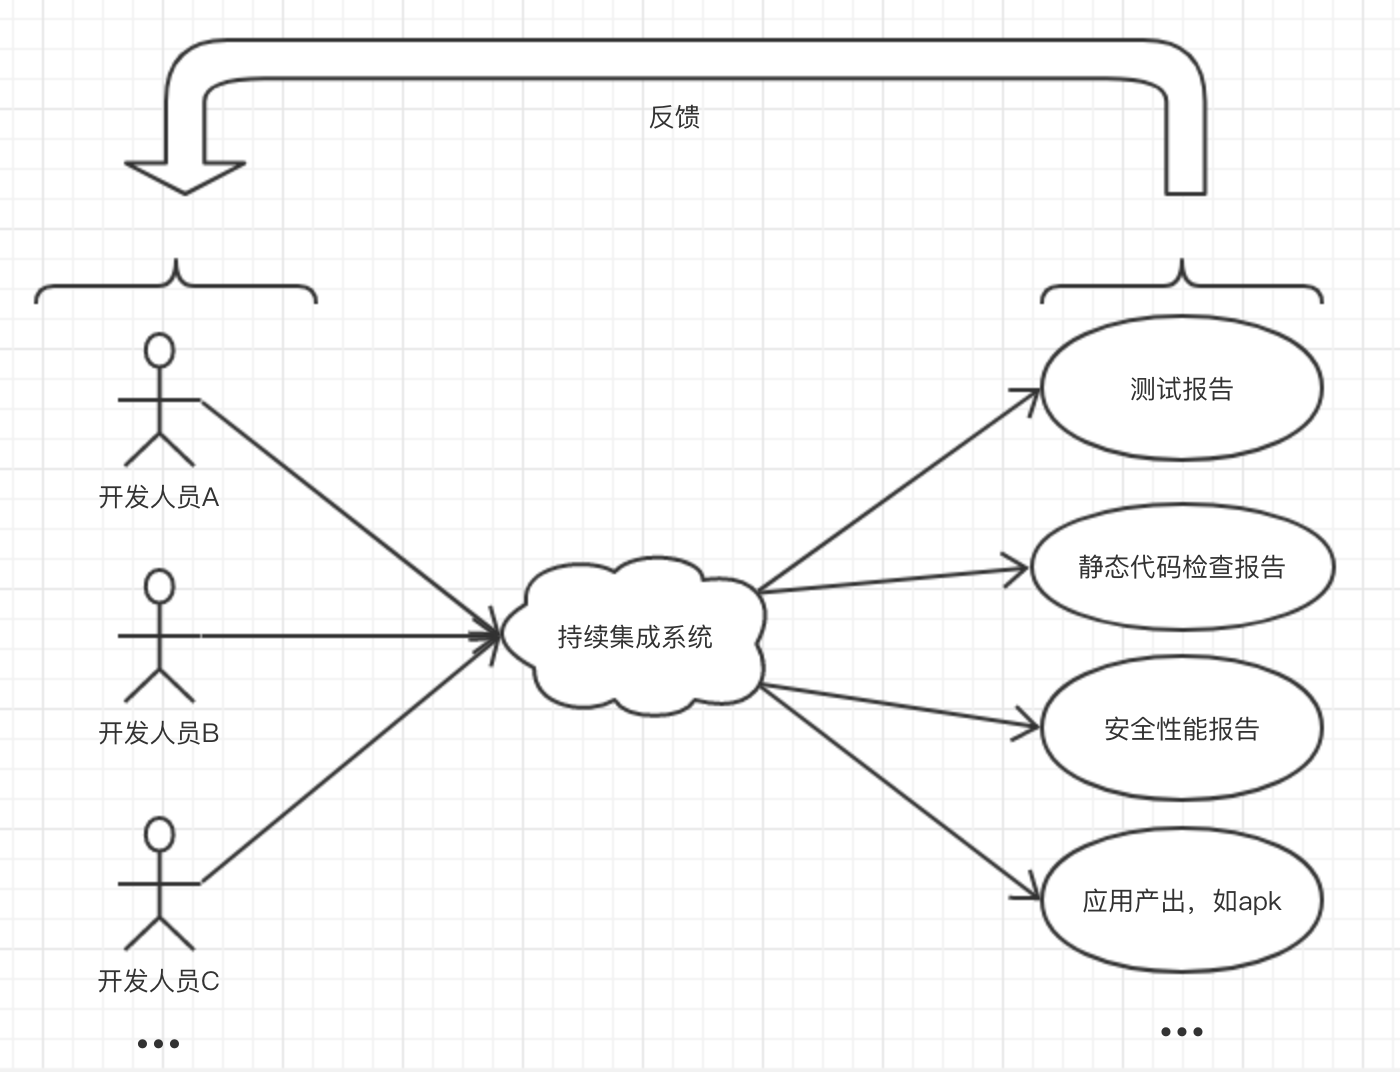 反馈
开发人员A
开发人员B
开发人员C
•••
持续集成系统
测试报告
静态代码检查报告
安全性能报告
应用产出，如apk
•••